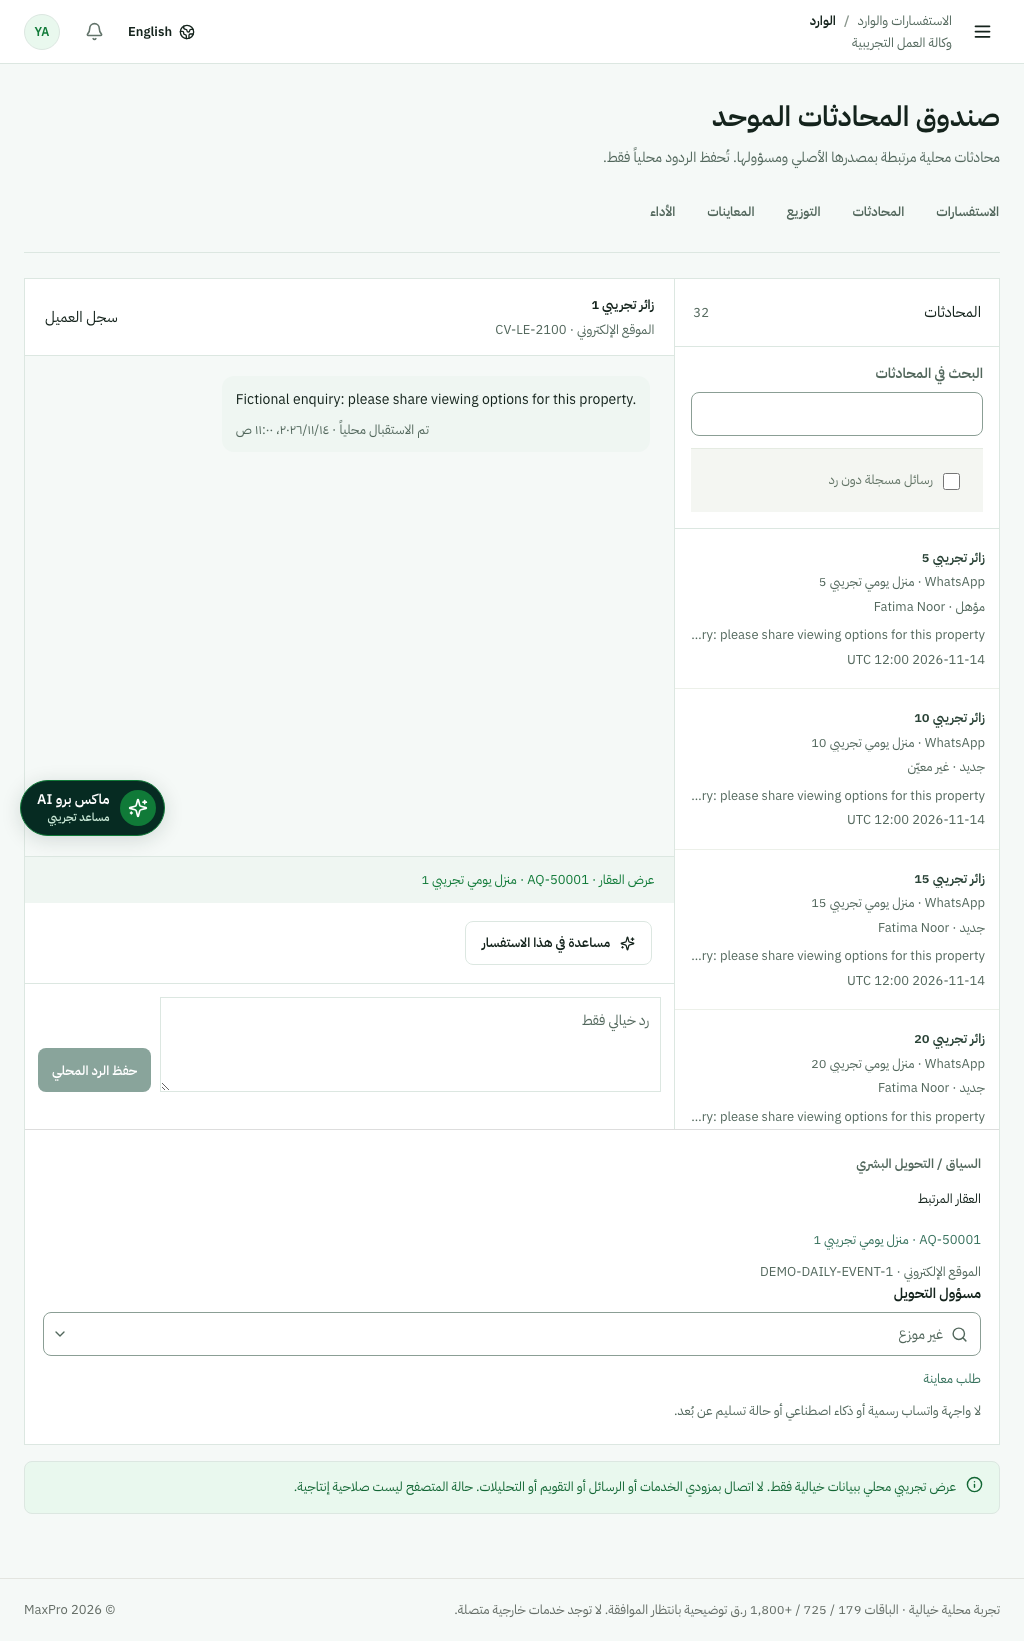 الاستفسارات والوارد / الوارد
وكالة العمل التجريبية
English
YA
صندوق المحادثات الموحد
محادثات محلية مرتبطة بمصدرها الأصلي ومسؤولها. تُحفظ الردود محلياً فقط.
الاستفسارات
المحادثات
التوزيع
المعاينات
الأداء
المحادثات
32
البحث في المحادثات
رسائل مسجلة دون رد
زائر تجريبي 5
WhatsApp · منزل يومي تجريبي 5
مؤهل · Fatima Noor
...ry: please share viewing options for this property
UTC 12:00 2026-11-14
زائر تجريبي 10
WhatsApp · منزل يومي تجريبي 10
جديد · غير معيّن
...ry: please share viewing options for this property
UTC 12:00 2026-11-14
زائر تجريبي 15
WhatsApp · منزل يومي تجريبي 15
جديد · Fatima Noor
...ry: please share viewing options for this property
UTC 12:00 2026-11-14
زائر تجريبي 20
WhatsApp · منزل يومي تجريبي 20
جديد · Fatima Noor
...ry: please share viewing options for this property
زائر تجريبي 1
الموقع الإلكتروني · CV-LE-2100
سجل العميل
Fictional enquiry: please share viewing options for this property.
تم الاستقبال محلياً · ١٤‏/١١‏/٢٠٢٦، ١١:٠٠ ص
ماكس برو AI
مساعد تجريبي
عرض العقار · AQ-50001 · منزل يومي تجريبي 1
مساعدة في هذا الاستفسار
رد خيالي فقط
حفظ الرد المحلي
السياق / التحويل البشري
العقار المرتبط
AQ-50001 · منزل يومي تجريبي 1
الموقع الإلكتروني · DEMO-DAILY-EVENT-1
مسؤول التحويل
غير موزع
طلب معاينة
لا واجهة واتساب رسمية أو ذكاء اصطناعي أو حالة تسليم عن بُعد.
عرض تجريبي محلي ببيانات خيالية فقط. لا اتصال بمزودي الخدمات أو الرسائل أو التقويم أو التحليلات. حالة المتصفح ليست صلاحية إنتاجية.
تجربة محلية خيالية · الباقات 179 / 725 / +1,800 ر.ق توضيحية بانتظار الموافقة. لا توجد خدمات خارجية متصلة.
© 2026 MaxPro